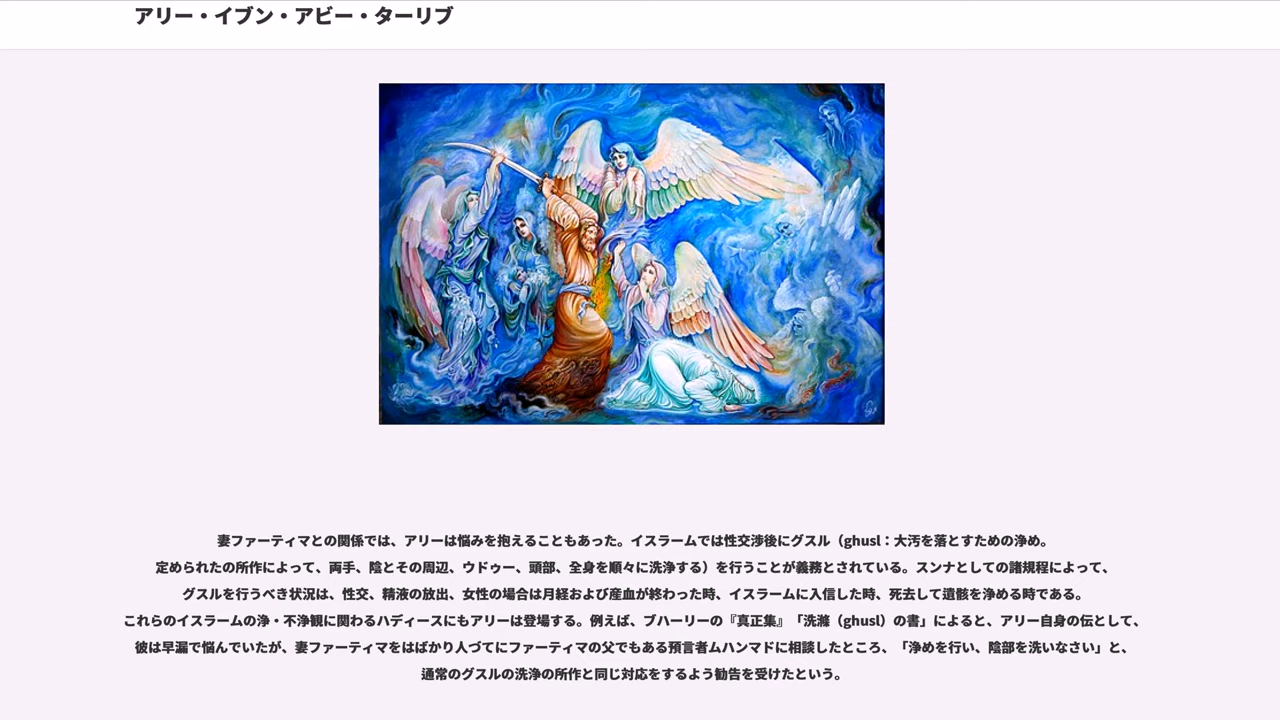 アリー・イブン・アビー・ターリブ
妻ファーティマとの関係では、アリーは悩みを抱えることもあった。イスラームでは性交渉後にグスル（ghusl：大汚を落とすための浄め。
定められたの所作によって、両手、陰とその周辺、ウドゥー、頭部、全身を順々に洗浄する）を行うことが義務とされている。スンナとしての諸規程によって、
グスルを行うべき状況は、性交、精液の放出、女性の場合は月経および産血が終わった時、イスラームに入信した時、死去して遺骸を浄める時である。
これらのイスラームの浄・不浄観に関わるハディースにもアリーは登場する。例えば、ブハーリーの『真正集』「洗滌（ghusl）の書」によると、アリー自身の伝として、
彼は早漏で悩んでいたが、妻ファーティマをはばかり人づてにファーティマの父でもある預言者ムハンマドに相談したところ、「浄めを行い、陰部を洗いなさい」と、
通常のグスルの洗浄の所作と同じ対応をするよう勧告を受けたという。